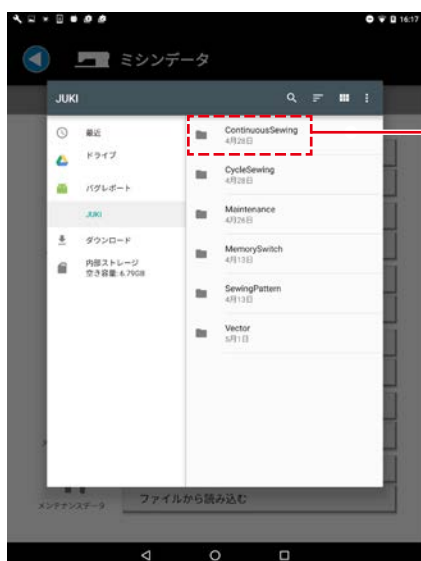 16:17
ミシンデータ
JUKI
最近
ドライブ
バグレポート
JUKI
ダウンロード
内部ストレージ
空き容量: 6.79GB
ContinuousSewing
4月28日
CycleSewing
4月28日
Maintenance
4月26日
MemorySwitch
4月13日
SewingPattern
4月13日
Vector
5月1日
ファイルから読み込む
メンテナンスデータ